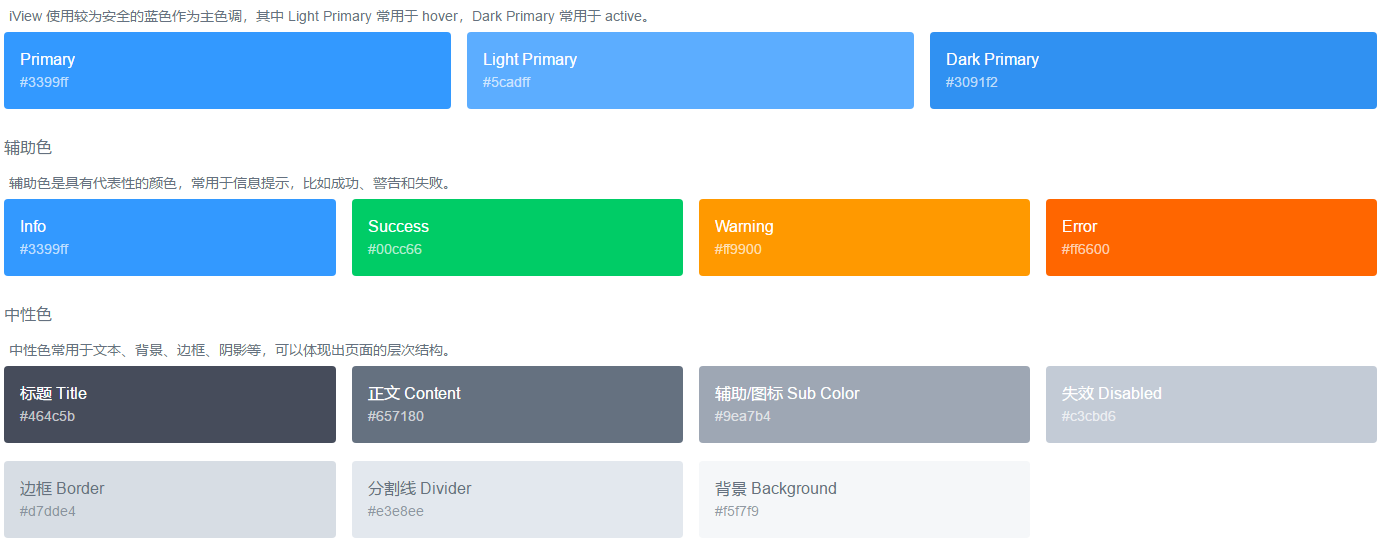 iView 使用较为安全的蓝色作为主色调，其中 Light Primary 常用于 hover，Dark Primary 常用于 active。
Primary
#3399ff
Light Primary
#5cadff
Dark Primary
#3091f2
辅助色
辅助色是具有代表性的颜色，常用于信息提示，比如成功、警告和失败。
Info
#3399ff
Success
#00cc66
Warning
#ff9900
Error
#ff6600
中性色
中性色常用于文本、背景、边框、阴影等，可以体现出页面的层次结构。
标题 Title
#464c5b
正文 Content
#657180
辅助/图标 Sub Color
#9ea7b4
失效 Disabled
#c3cbd6
边框 Border
#d7dde4
分割线 Divider
#e3e8ee
背景 Background
#f5f7f9